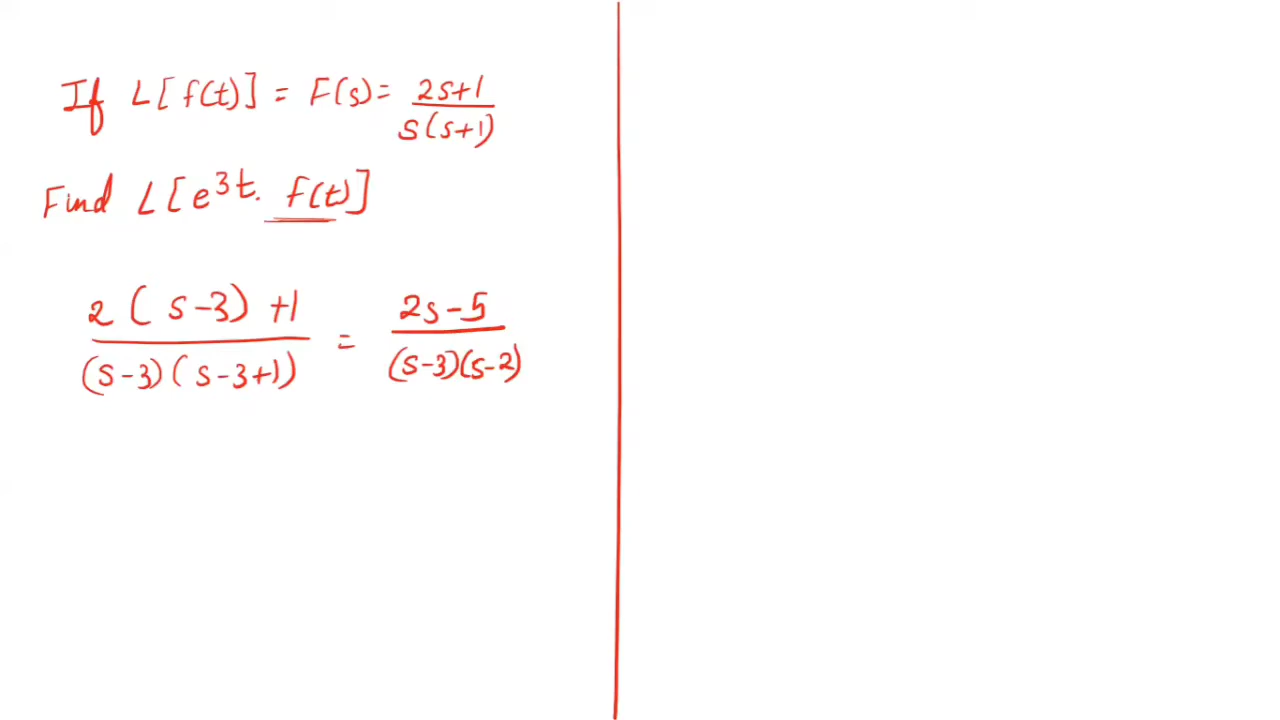 If L[f(t)] = F(s) = 2s+1 / s(s+1)
Find L[e^3t. f(t)]
2(s-3)+1 / (s-3)(s-3+1) = 2s-5 / (s-3)(s-2)